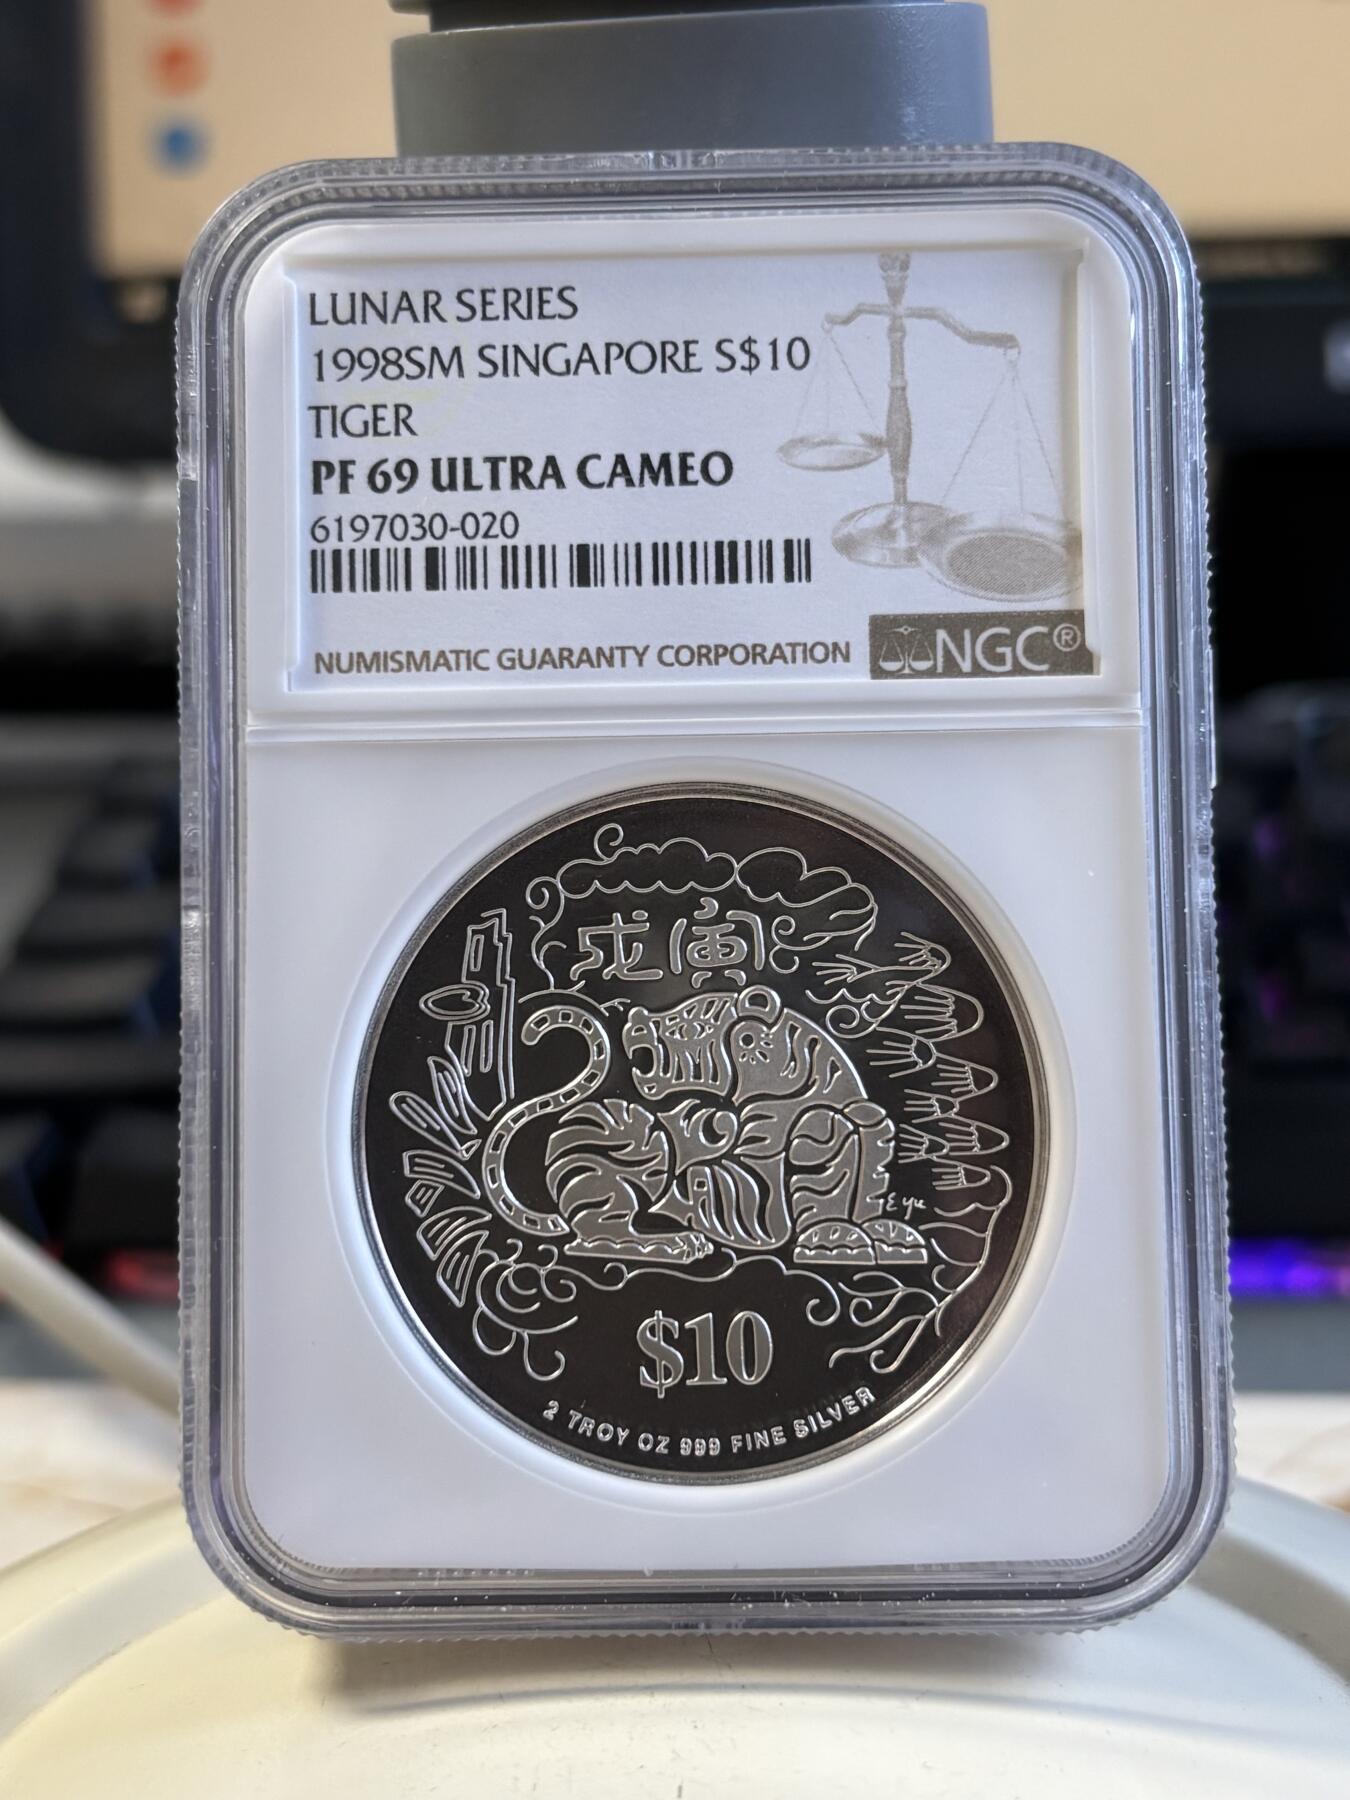 LUNAR SERIES
1998SM SINGAPORE S$10
TIGER
PF 69 ULTRA CAMEO
6197030-020
NUMISMATIC GUARANTY CORPORATION
NGC®
戊寅
$10
2 TROY OZ 999 FINE SILVER